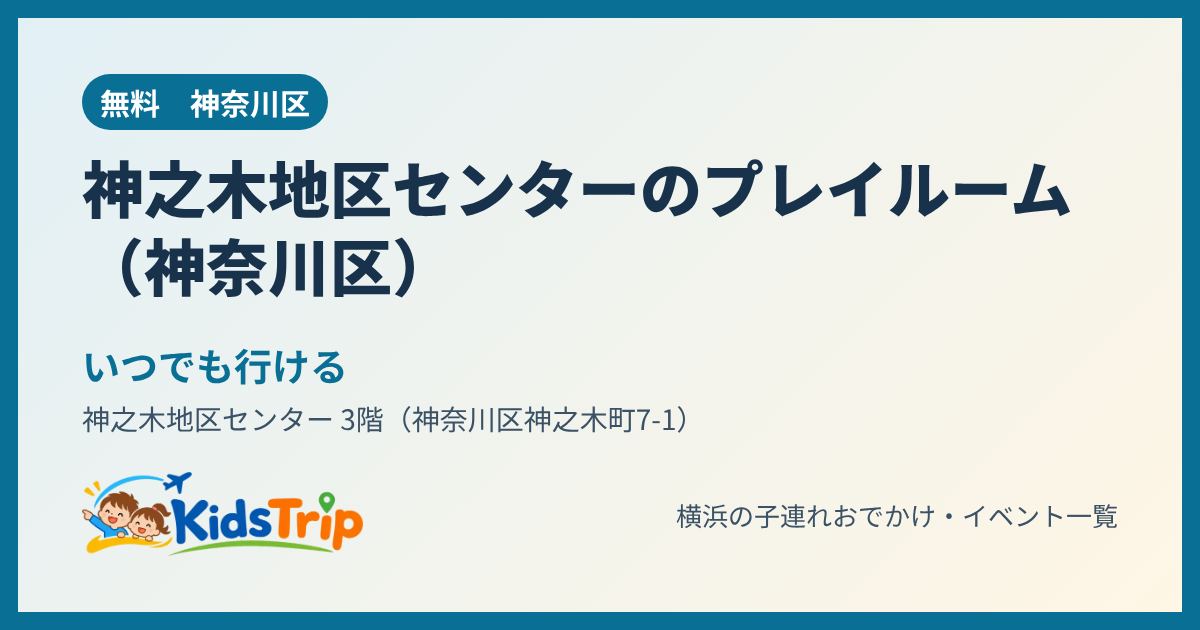 無料　神奈川区
神之木地区センターのプレイルーム
（神奈川区）
いつでも行ける
神之木地区センター 3階（神奈川区神之木町7-1）
KidsTrip
横浜の子連れおでかけ・イベント一覧